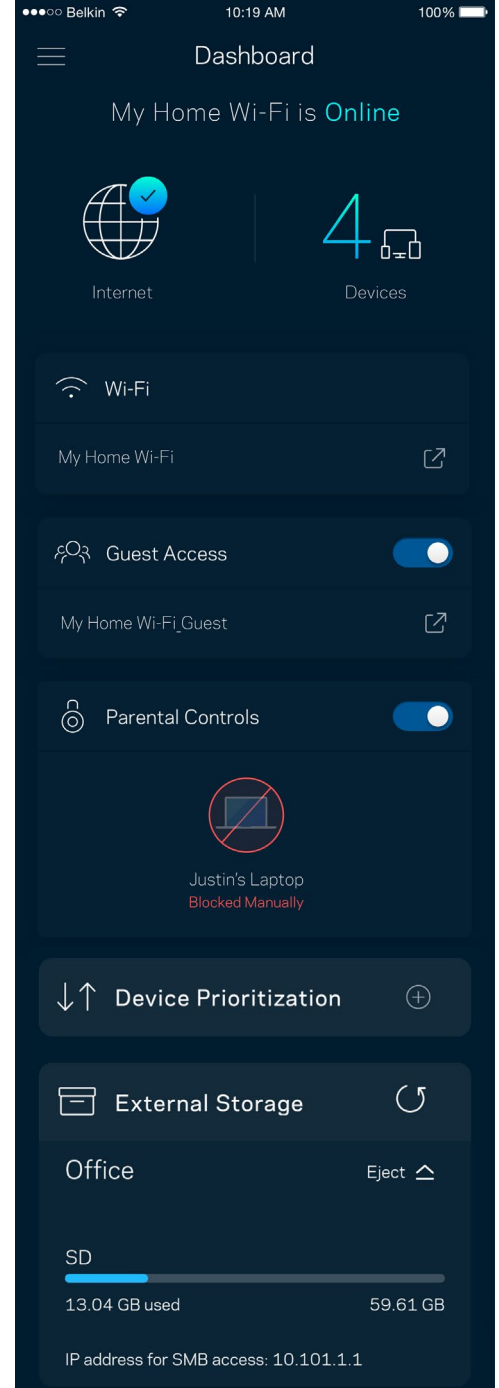 Belkin 10:19 AM 100%
Dashboard
My Home Wi-Fi is Online
4
Internet Devices
Wi-Fi
My Home Wi-Fi
Guest Access
My Home Wi-Fi_Guest
Parental Controls
Justin's Laptop
Blocked Manually
Device Prioritization
External Storage
Office Eject
SD
13.04 GB used 59.61 GB
IP address for SMB access: 10.101.1.1